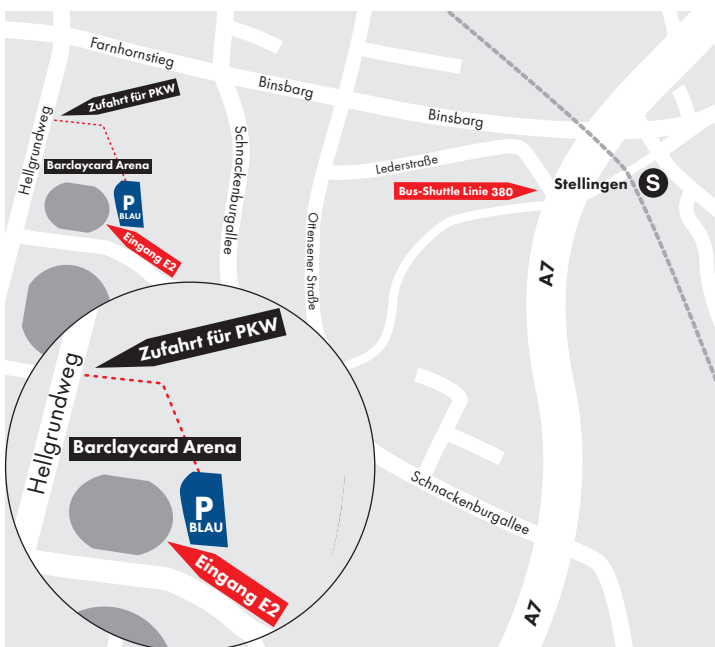 Farnhornstieg
Binsbarg
Binsbarg
Zufahrt für PKW
Hellgrundweg
Schnackenburgallee
Barclaycard Arena
P
BLAU
Eingang E2
Lederstraße
Bus-Shuttle Linie 380
Stellingen
S
Ottensener Straße
A7
Zufahrt für PKW
Hellgrundweg
Barclaycard Arena
P
BLAU
Eingang E2
Schnackenburgallee
A7